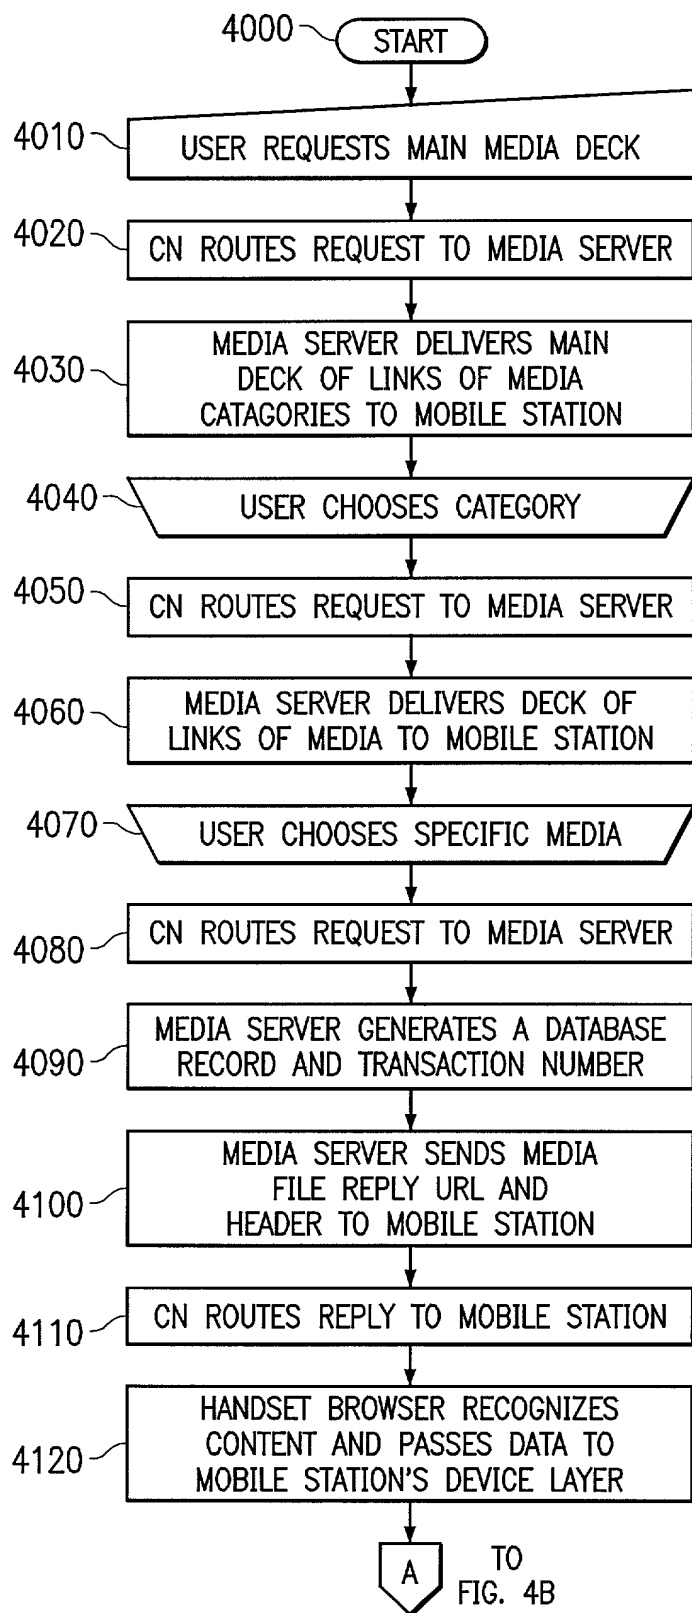 4000 START
4010 USER REQUESTS MAIN MEDIA DECK
4020 CN ROUTES REQUEST TO MEDIA SERVER
4030 MEDIA SERVER DELIVERS MAIN
DECK OF LINKS OF MEDIA
CATAGORIES TO MOBILE STATION
4040 USER CHOOSES CATEGORY
4050 CN ROUTES REQUEST TO MEDIA SERVER
4060 MEDIA SERVER DELIVERS DECK OF
LINKS OF MEDIA TO MOBILE STATION
4070 USER CHOOSES SPECIFIC MEDIA
4080 CN ROUTES REQUEST TO MEDIA SERVER
4090 MEDIA SERVER GENERATES A DATABASE
RECORD AND TRANSACTION NUMBER
4100 MEDIA SERVER SENDS MEDIA
FILE REPLY URL AND
HEADER TO MOBILE STATION
4110 CN ROUTES REPLY TO MOBILE STATION
4120 HANDSET BROWSER RECOGNIZES
CONTENT AND PASSES DATA TO
MOBILE STATION'S DEVICE LAYER
A TO
FIG. 4B